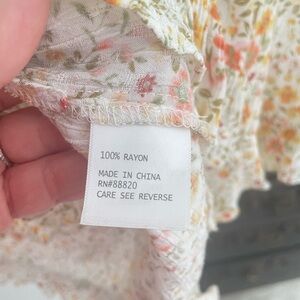 100% RAYON
MADE IN CHINA
RN#88820
CARE SEE REVERSE